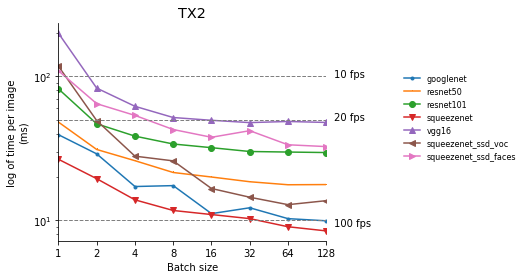 TX2
log of time per image
(ms)
10²
10¹
10 fps
20 fps
100 fps
1 2 4 8 16 32 64 128
Batch size
googlenet
resnet50
resnet101
squeezenet
vgg16
squeezenet_ssd_voc
squeezenet_ssd_faces